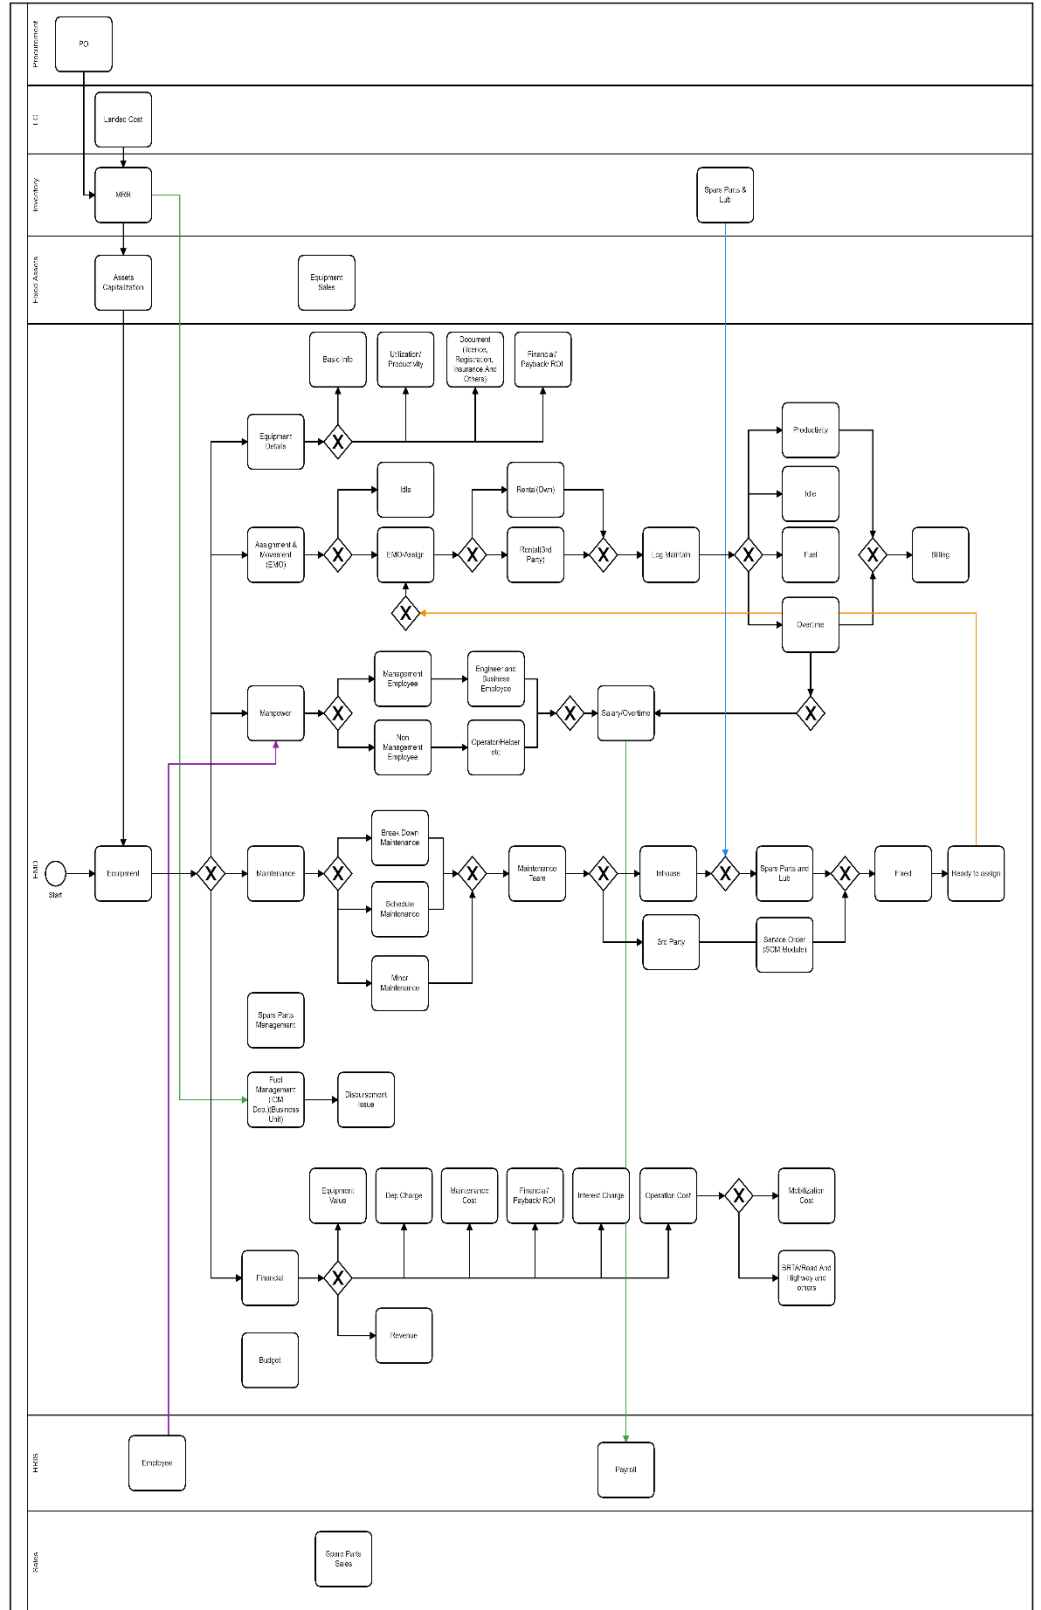 Procurement
PO
LC
Landed Cost
Inventory
MRR
Spare Parts &
Lub
Fixed Assets
Assets
Capitalization
Equipment
Sales
EMD
Basic Info
Utilization/
Productivity
Document
(licence,
Registration,
Insurance And
Others)
Financial/
Payback/ ROI
Equipment
Details
X
Productivity
Idle
Rental(Own)
Idle
Assignment &
Movement
(EMO)
X
EMO/Assign
X
Rental(3rd
Party)
X
Log Maintain
X
Fuel
X
Billing
X
Overtime
Management
Employee
Engineer and
Business
Employee
Manpower
X
X
Salary/Overtime
X
Non
Management
Employee
Operator/Helper
etc
Break Down
Maintenance
Start
Equipment
X
Maintenance
X
X
Maintenance
Team
X
Inhouse
X
Spare Parts and
Lub
X
Fixed
Ready to assign
Schedule
Maintenance
3rd Party
Service Order
(SCM Module)
Minor
Maintenance
Spare Parts
Management
Fuel
Management
Dep.)(Business
Unit)
Disbursement
Issue
Equipment
Value
Dep Charge
Maintenance
Cost
Financial/
Payback/ ROI
Interest Charge
Operation Cost
X
Mobilization
Cost
Financial
X
BRTA/Road And
Highway and
others
Revenue
Budget
HRIS
Employee
Payroll
Sales
Spare Parts
Sales